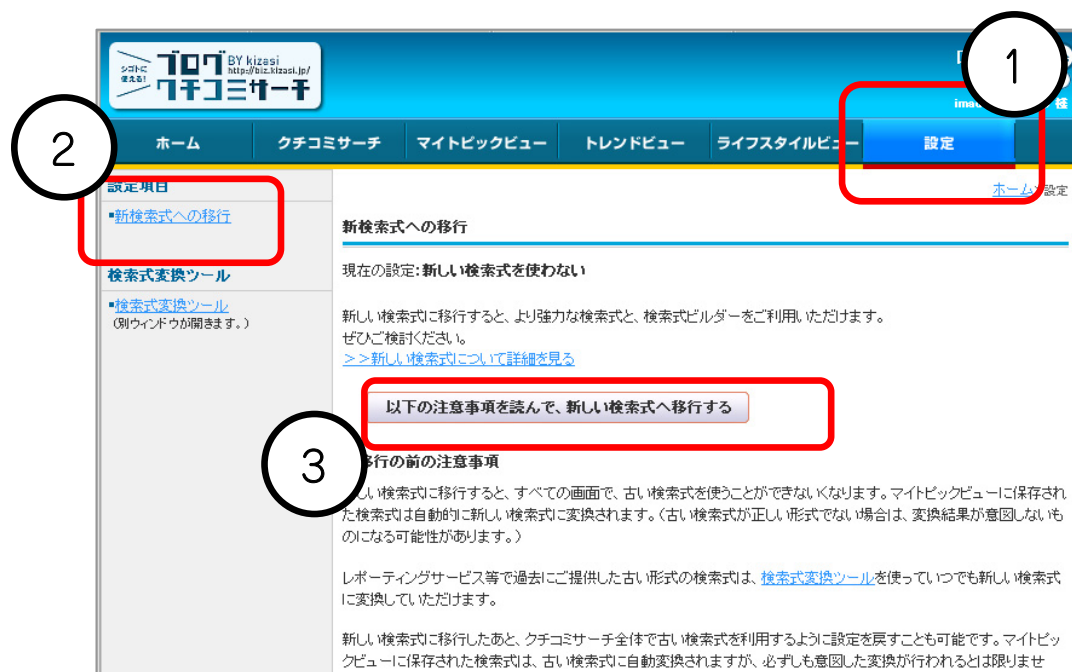 シゴトに
使える!
ブログ BY kizasi
http://biz.kizasi.jp/
クチコミサーチ
1
様
2
ホーム クチコミサーチ マイトピックビュー トレンドビュー ライフスタイルビュー 設定
設定項目
ホーム>設定
■新検索式への移行
新検索式への移行
検索式変換ツール
現在の設定:新しい検索式を使わない
■検索式変換ツール
(別ウィンドウが開きます。)
新しい検索式に移行すると、より強力な検索式と、検索式ビルダーをご利用いただけます。
ぜひご検討ください。
>>新しい検索式について詳細を見る
以下の注意事項を読んで、新しい検索式へ移行する
3
移行の前の注意事項
しい検索式に移行すると、すべての画面で、古い検索式を使うことができないくなります。マイトピックビューに保存され
た検索式は自動的に新しい検索式に変換されます。(古い検索式が正しい形式でない場合は、変換結果が意図しないも
のになる可能性があります。)
レポーティングサービス等で過去にご提供した古い形式の検索式は、検索式変換ツールを使っていつでも新しい検索式
に変換していただけます。
新しい検索式に移行したあと、クチコミサーチ全体で古い検索式を利用するように設定を戻すことも可能です。マイトピッ
クビューに保存された検索式は、古い検索式に自動変換されますが、必ずしも意図した変換が行われるとは限りませ